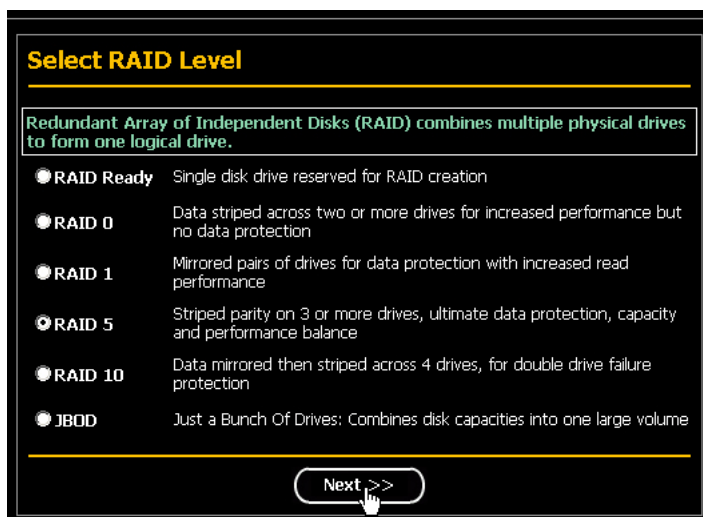 Select RAID Level
Redundant Array of Independent Disks (RAID) combines multiple physical drives
to form one logical drive.
RAID Ready Single disk drive reserved for RAID creation
RAID 0 Data striped across two or more drives for increased performance but
no data protection
RAID 1 Mirrored pairs of drives for data protection with increased read
performance
RAID 5 Striped parity on 3 or more drives, ultimate data protection, capacity
and performance balance
RAID 10 Data mirrored then striped across 4 drives, for double drive failure
protection
JBOD Just a Bunch Of Drives: Combines disk capacities into one large volume
Next >>